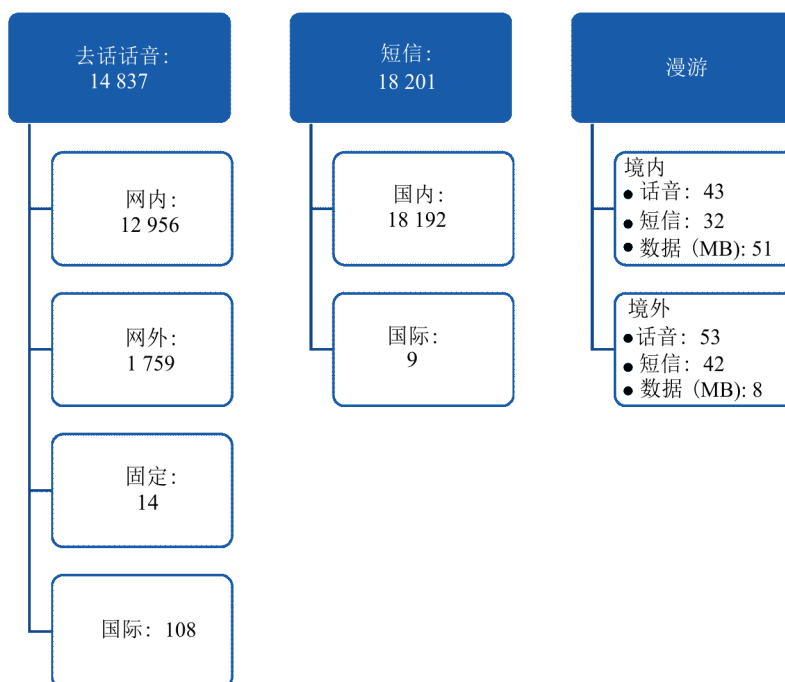 去话话音：
14 837
网内：
12 956
网外：
1 759
固定：
14
国际：108
短信：
18 201
国内：
18 192
国际：
9
漫游
境内
● 话音：43
● 短信：32
● 数据（MB): 51
境外
●话音：53
● 短信：42
● 数据（MB): 8